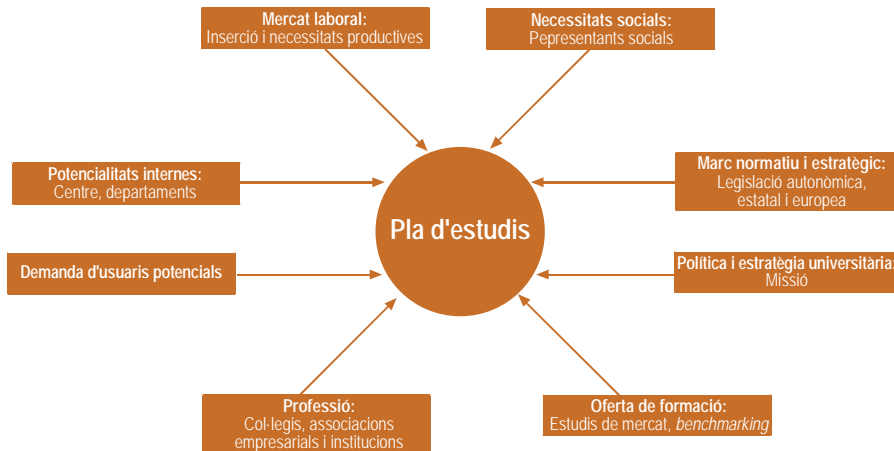 Mercat laboral:
Inserció i necessitats productives
Necessitats socials:
Pepresentants socials
Potencialitats internes:
Centre, departaments
Marc normatiu i estratègic:
Legislació autonòmica,
estatal i europea
Pla d'estudis
Demanda d'usuaris potencials
Política i estratègia universitària:
Missió
Professió:
Col·legis, associacions
empresarials i institucions
Oferta de formació:
Estudis de mercat, benchmarking